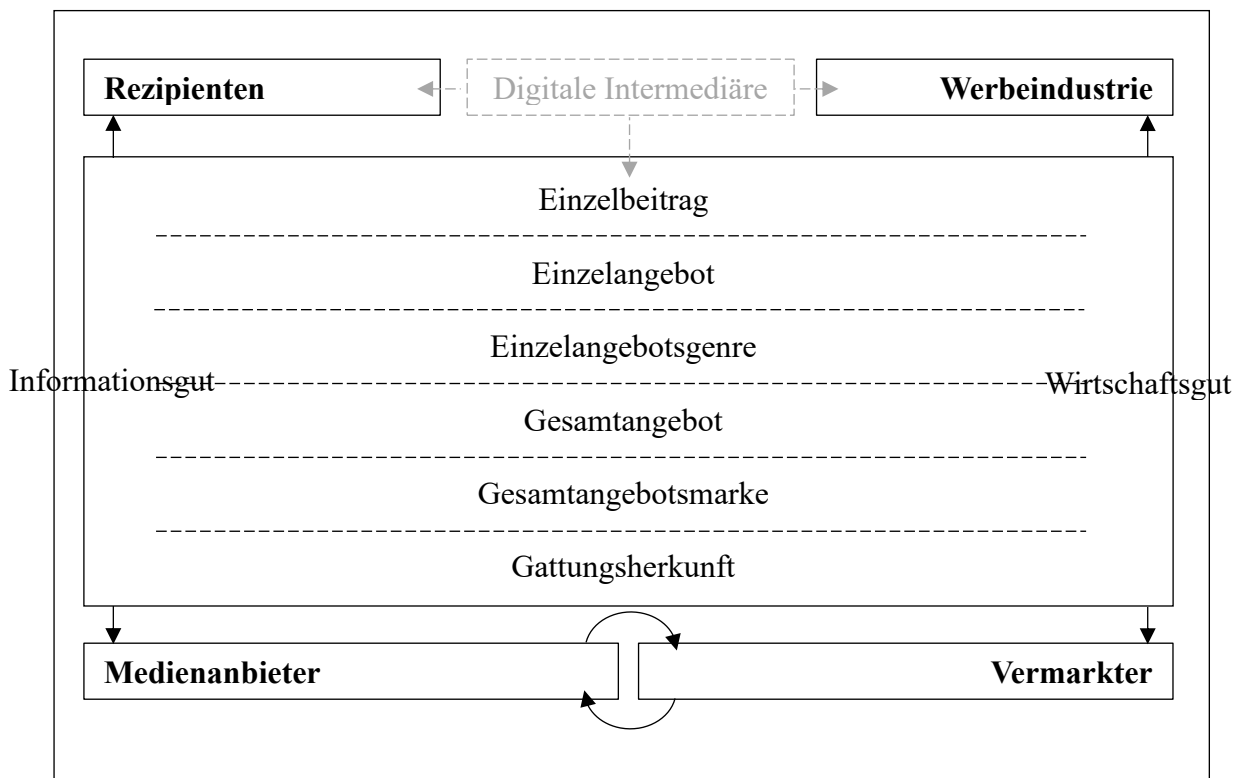 Rezipienten
Digitale Intermediäre
Werbeindustrie
Einzelbeitrag
Einzelangebot
Einzelangebotsgenre
Informationsgut
Wirtschaftsgut
Gesamtangebot
Gesamtangebotsmarke
Gattungsherkunft
Medienanbieter
Vermarkter